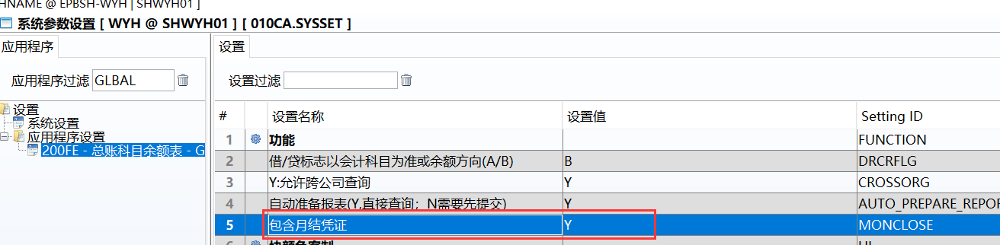 HNAME @ EPBSH-WYH | SHWYH01 ]
系统参数设置 [ WYH @ SHWYH01 ] [ 010CA.SYSSET ]
应用程序
设置
应用程序过滤 GLBAL
设置过滤
设置
系统设置
应用程序设置
200FE - 总账科目余额表 - G
# 设置名称 设置值 Setting ID
1 功能 FUNCTION
2 借/贷标志以会计科目为准或余额方向(A/B) B DRCRFLG
3 Y:允许跨公司查询 Y CROSSORG
4 自动准备报表(Y,直接查询；N需要先提交) Y AUTO_PREPARE_REPOR
5 包含月结凭证 Y MONCLOSE